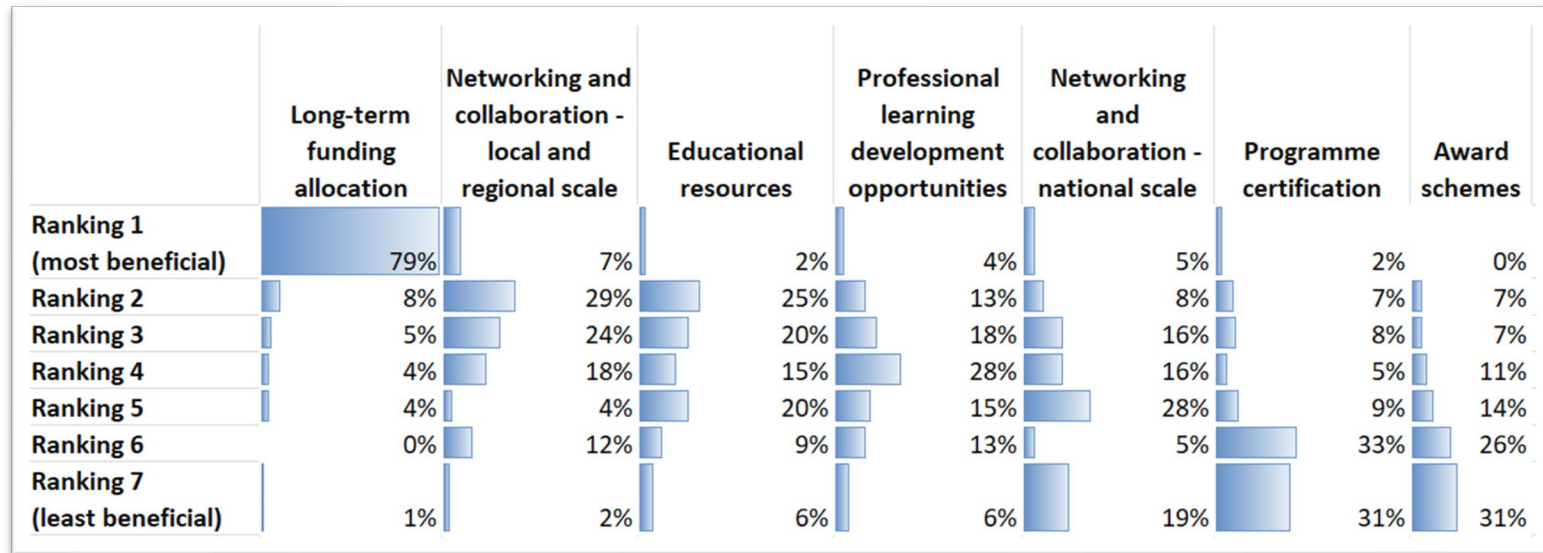 Long-term funding allocation	Networking and collaboration - local and regional scale	Educational resources	Professional learning development opportunities	Networking and collaboration - national scale	Programme certification	Award schemes
Ranking 1 (most beneficial)	79%	7%	2%	4%	5%	2%	0%
Ranking 2	8%	29%	25%	13%	8%	7%	7%
Ranking 3	5%	24%	20%	18%	16%	8%	7%
Ranking 4	4%	18%	15%	28%	16%	5%	11%
Ranking 5	4%	4%	20%	15%	28%	9%	14%
Ranking 6	0%	12%	9%	13%	5%	33%	26%
Ranking 7 (least beneficial)	1%	2%	6%	6%	19%	31%	31%